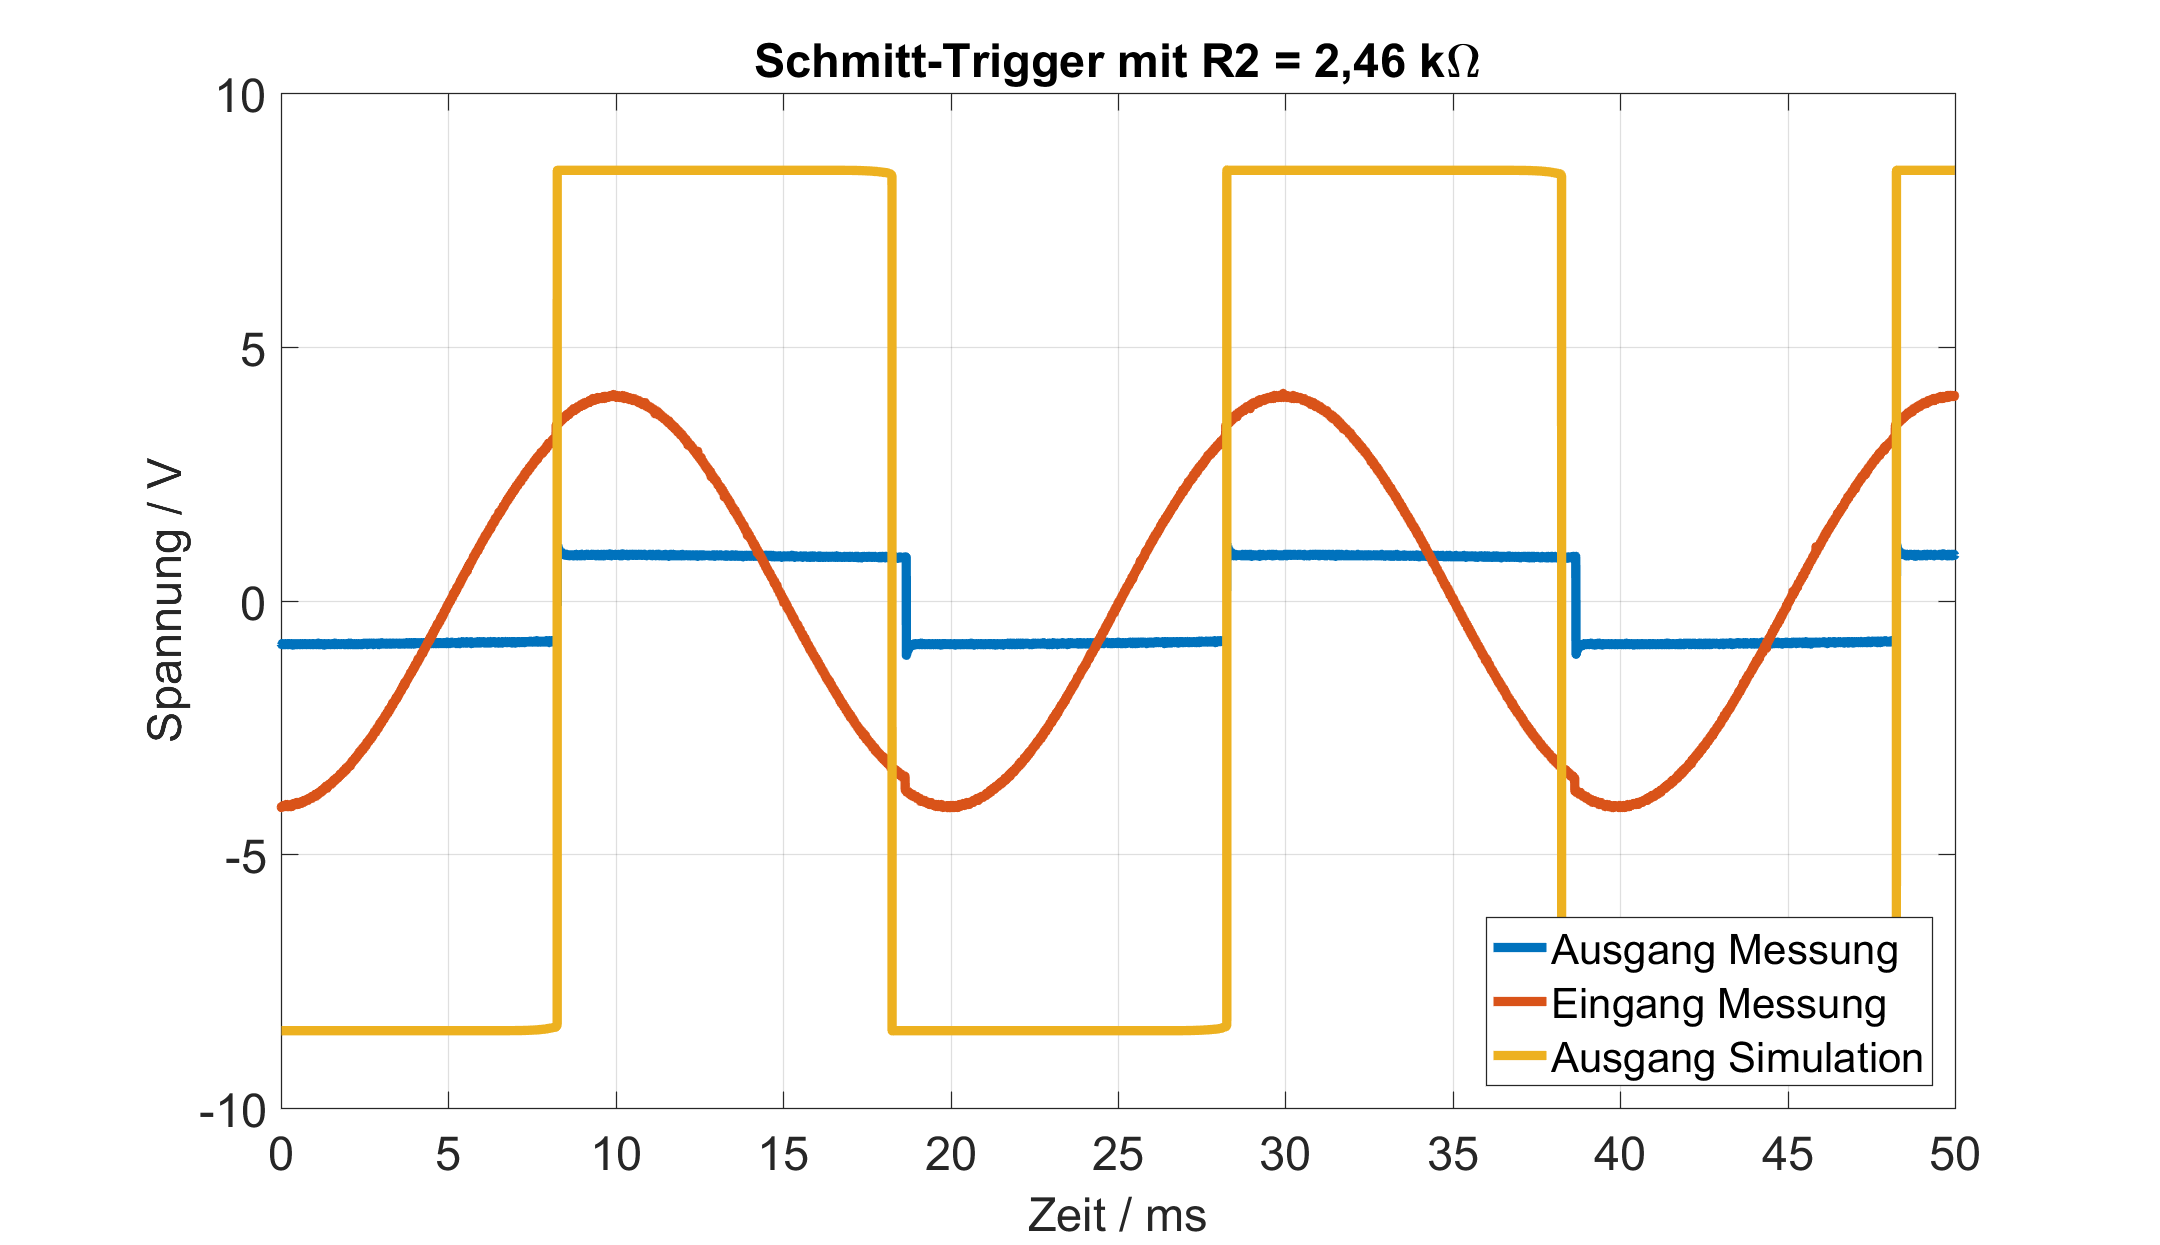 Schmitt-Trigger mit R2 = 2,46 kΩ
10
5
0
-5
-10
Spannung / V
0 5 10 15 20 25 30 35 40 45 50
Zeit / ms
Ausgang Messung
Eingang Messung
Ausgang Simulation